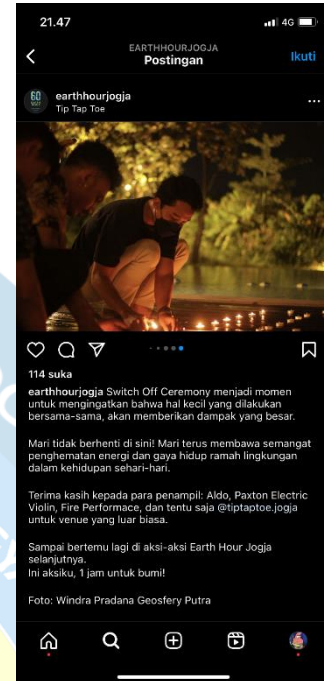 21.47
4G
EARTHHOURJOGJA
Postingan
Ikuti
earthhourjogja
Tip Tap Toe
114 suka
earthhourjogja Switch Off Ceremony menjadi momen
untuk mengingatkan bahwa hal kecil yang dilakukan
bersama-sama, akan memberikan dampak yang besar.
Mari tidak berhenti di sini! Mari terus membawa semangat
penghematan energi dan gaya hidup ramah lingkungan
dalam kehidupan sehari-hari.
Terima kasih kepada para penampil: Aldo, Paxton Electric
Violin, Fire Performace, dan tentu saja @tiptaptoe.jogja
untuk venue yang luar biasa.
Sampai bertemu lagi di aksi-aksi Earth Hour Jogja
selanjutnya.
Ini aksiku, 1 jam untuk bumi!
Foto: Windra Pradana Geosfery Putra